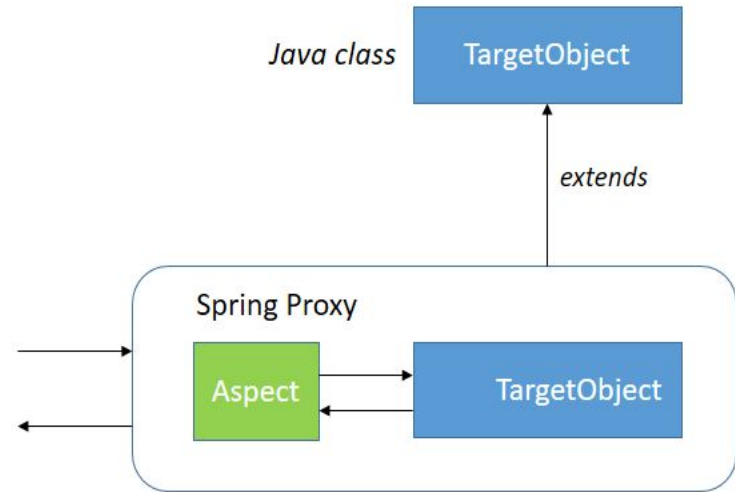 Java class
TargetObject
extends
Spring Proxy
Aspect
TargetObject